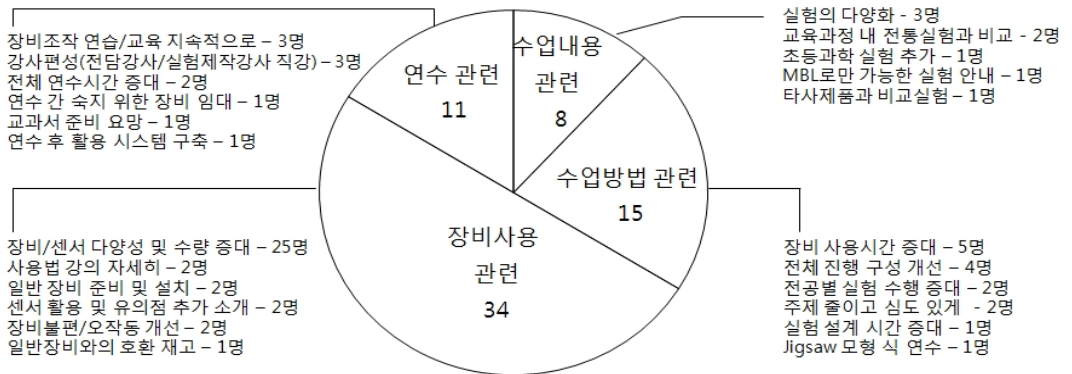 장비조작 연습/교육 지속적으로 – 3명
강사편성(전담강사/실험제작강사 직강) – 3명
전체 연수시간 증대 – 2명
연수 간 숙지 위한 장비 임대 – 1명
교과서 준비 요망 – 1명
연수 후 활용 시스템 구축 – 1명
연수 관련
11
수업내용
관련
8
실험의 다양화 - 3명
교육과정 내 전통실험과 비교 - 2명
초등과학 실험 추가 – 1명
MBL로만 가능한 실험 안내 – 1명
타사제품과 비교실험 – 1명
수업방법 관련
15
장비사용
관련
34
장비/센서 다양성 및 수량 증대 – 25명
사용법 강의 자세히 – 2명
일반 장비 준비 및 설치 – 2명
센서 활용 및 유의점 추가 소개 – 2명
장비불편/오작동 개선 – 2명
일반장비와의 호환 재고 – 1명
장비 사용시간 증대 – 5명
전체 진행 구성 개선 – 4명
전공별 실험 수행 증대 – 2명
주제 줄이고 심도 있게 - 2명
실험 설계 시간 증대 – 1명
Jigsaw 모형 식 연수 – 1명